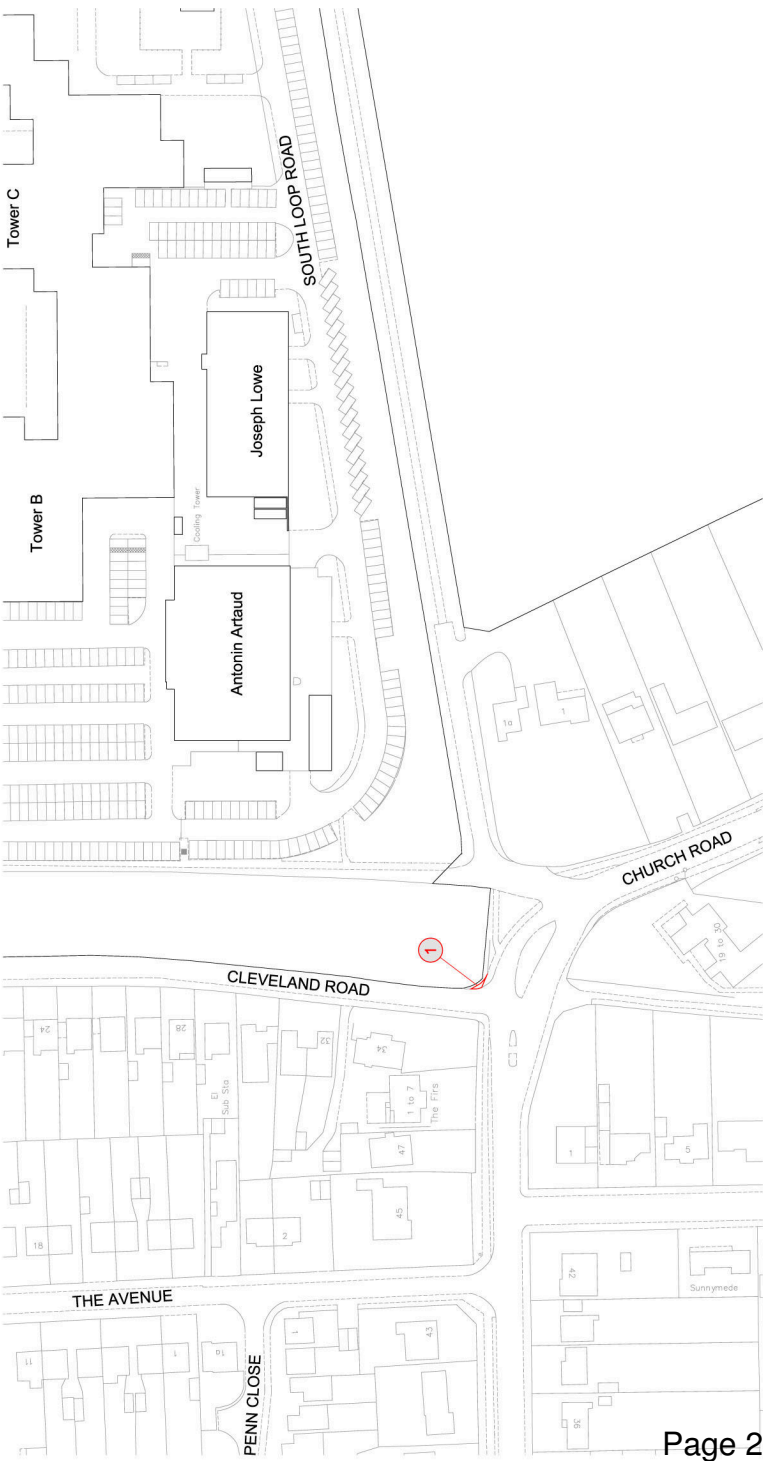 Tower C
SOUTH LOOP ROAD
Joseph Lowe
Tower B
Cooling Tower
Antonin Artaud
1a
1
CHURCH ROAD
19 to 30
1
CLEVELAND ROAD
24
28
El
Sub Sta
32
34
1 to 7
The Firs
47
45
2
18
1
5
THE AVENUE
42
Sunnymede
11
1
1a
PENN CLOSE
1
43
36
Page 2